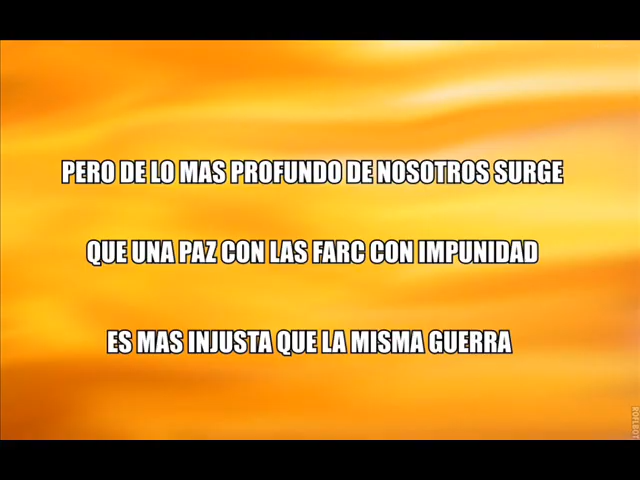 PERO DE LO MAS PROFUNDO DE NOSOTROS SURGE
QUE UNA PAZ CON LAS FARC CON IMPUNIDAD
ES MAS INJUSTA QUE LA MISMA GUERRA
ROFLBOT